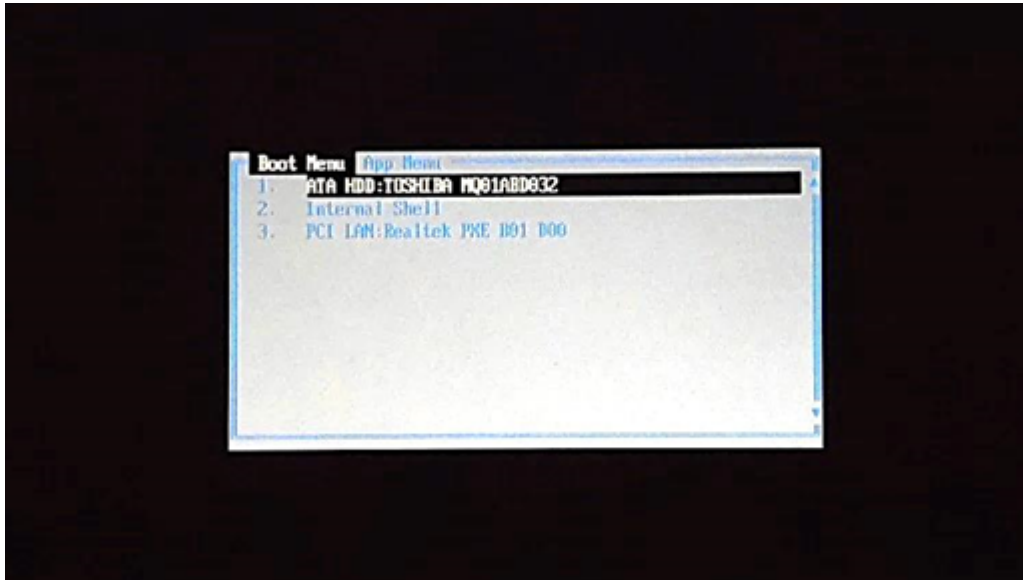 Boot Menu App Menu
1. ATA HDD:TOSHIBA MQ01ABD032
2. Internal Shell
3. PCI LAN:Realtek PXE B01 D00